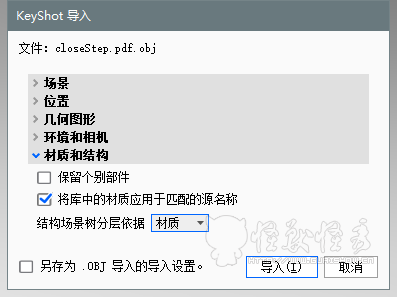 KeyShot 导入
文件: closeStep.pdf.obj
场景
位置
几何图形
环境和相机
材质和结构
保留个别部件
将库中的材质应用于匹配的源名称
结构场景树分层依据 材质
另存为 .OBJ 导入的导入设置。
导入(I) 取消